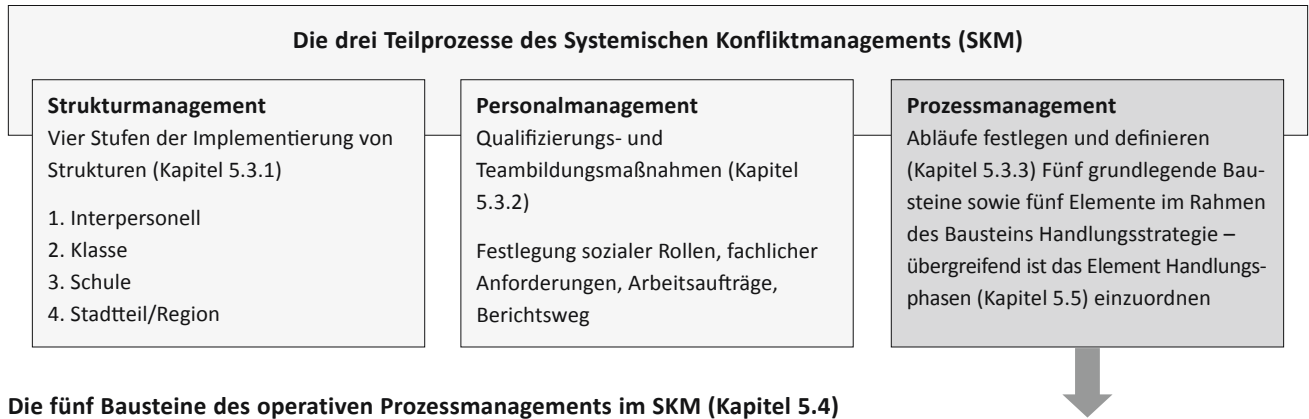 Die drei Teilprozesse des Systemischen Konfliktmanagements (SKM)
Strukturmanagement
Vier Stufen der Implementierung von
Strukturen (Kapitel 5.3.1)
1. Interpersonell
2. Klasse
3. Schule
4. Stadtteil/Region
Personalmanagement
Qualifizierungs- und
Teambildungsmaßnahmen (Kapitel
5.3.2)
Festlegung sozialer Rollen, fachlicher
Anforderungen, Arbeitsaufträge,
Berichtsweg
Prozessmanagement
Abläufe festlegen und definieren
(Kapitel 5.3.3) Fünf grundlegende Bau-
steine sowie fünf Elemente im Rahmen
des Bausteins Handlungsstrategie –
übergreifend ist das Element Handlungs-
phasen (Kapitel 5.5) einzuordnen
Die fünf Bausteine des operativen Prozessmanagements im SKM (Kapitel 5.4)